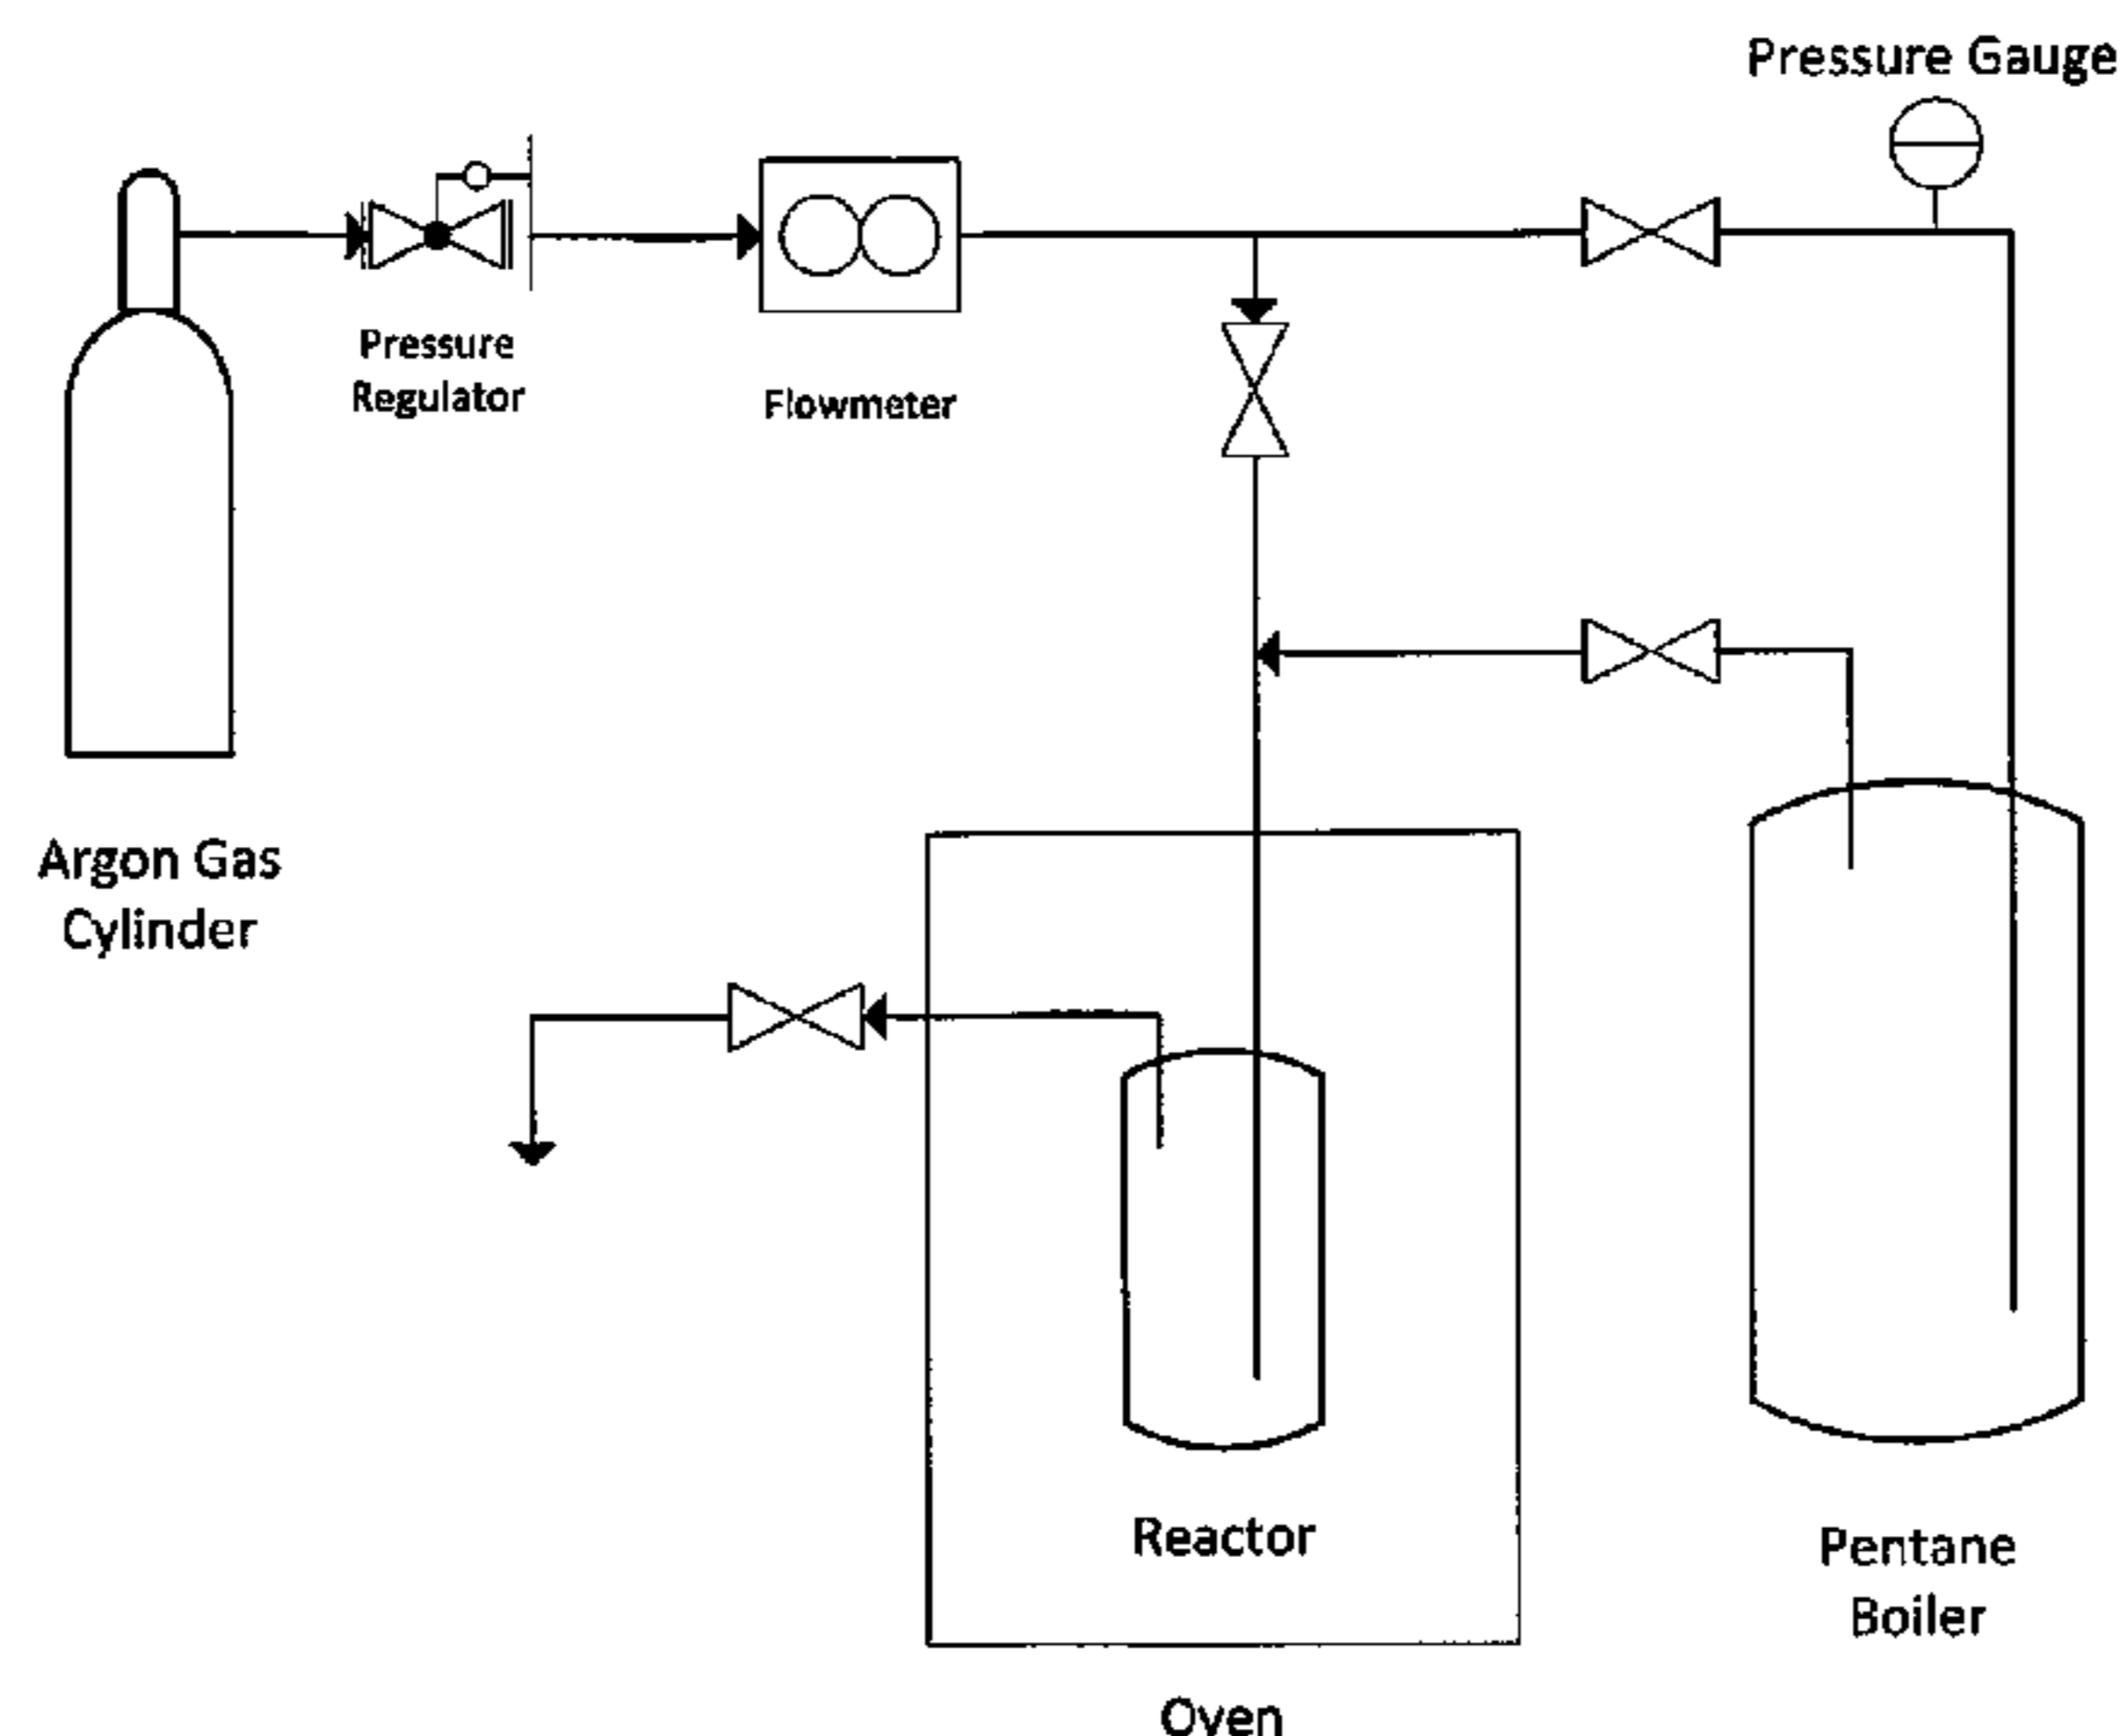 Pressure Gauge
Pressure
Regulator
Flowmeter
Argon Gas
Cylinder
Reactor
Pentane
Boiler
Oven